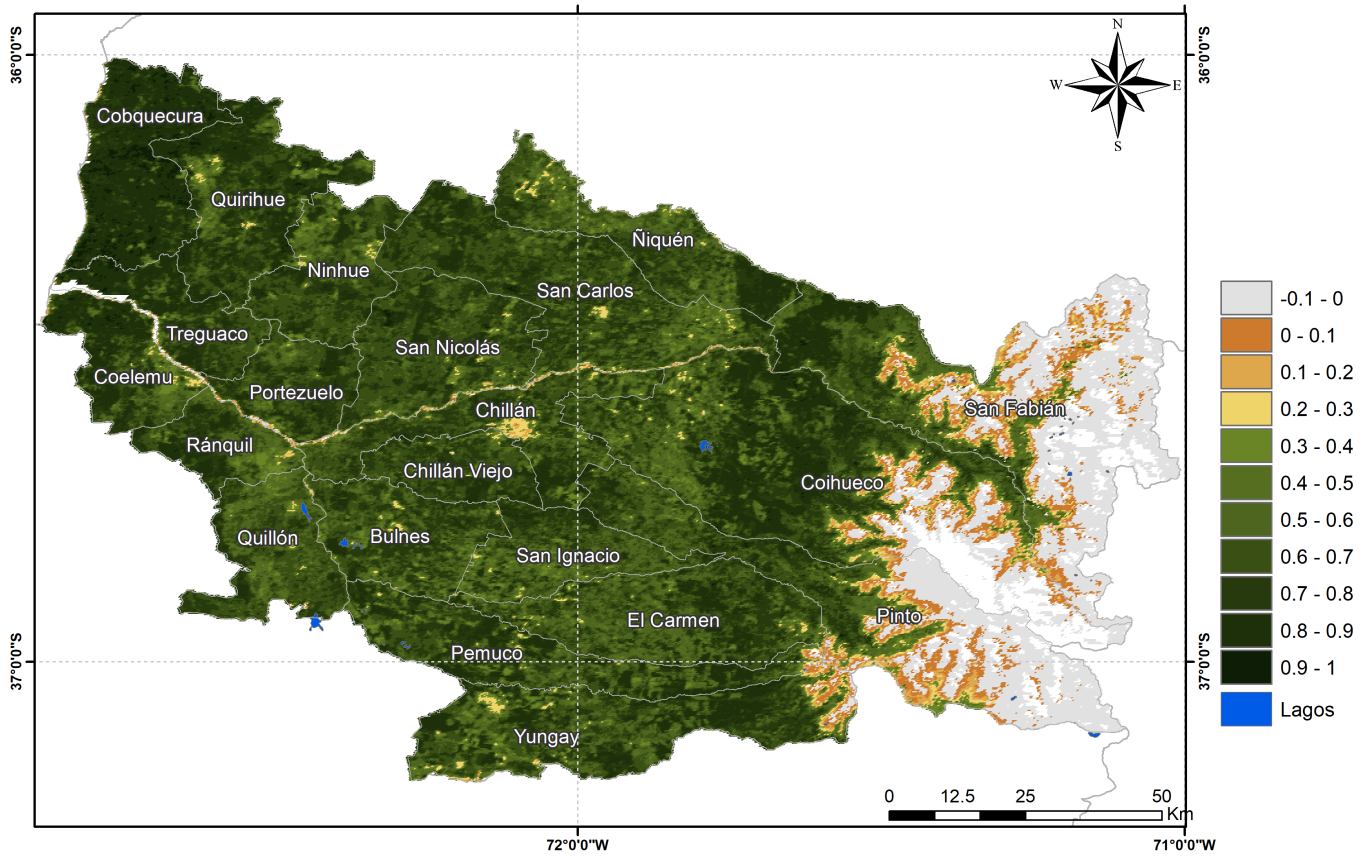 N
W
E
S
36°0'0"S
36°0'0"S
Cobquecura
Quirihue
Ñiquén
Ninhue
San Carlos
Treguaco
San Nicolás
Coelemu
Portezuelo
Chillán
San Fabián
Ránquil
Chillán Viejo
Coihueco
Quillón
Bulnes
San Ignacio
El Carmen
Pinto
Pemuco
Yungay
37°0'0"S
37°0'0"S
-0.1 - 0
0 - 0.1
0.1 - 0.2
0.2 - 0.3
0.3 - 0.4
0.4 - 0.5
0.5 - 0.6
0.6 - 0.7
0.7 - 0.8
0.8 - 0.9
0.9 - 1
Lagos
0 12.5 25 50
Km
72°0'0"W
71°0'0"W